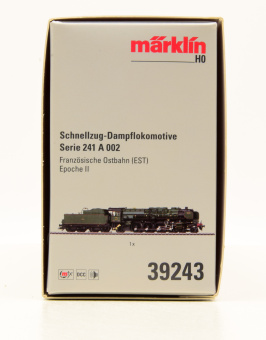 märklin
H0
Schnellzug-Dampflokomotive
Serie 241 A 002
Französische Ostbahn (EST)
Epoche II
39243